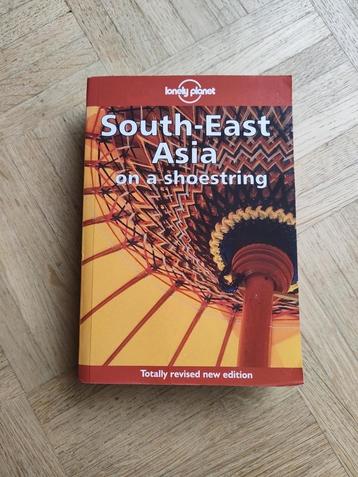 lonely planet
South-East
Asia
on a shoestring
Totally revised new edition